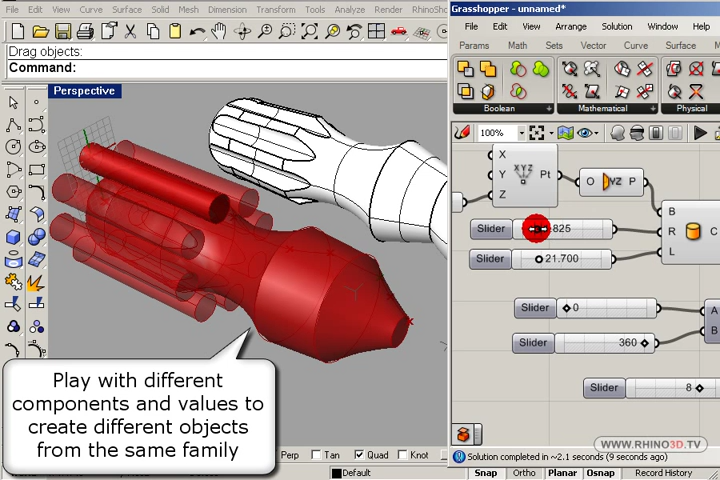 File Edit View Curve Surface Solid Mesh Dimension Transform Tools Analyze Render RhinoSh
Drag objects:
Command:
Perspective
Grasshopper - unnamed*
File Edit View Arrange Solution Window Help
Params Math Sets Vector Curve Surface M
Boolean Mathematical Physical
100%
X
Y
Z
XYZ
Pt
O
YZ
P
B
R
L
C
Slider .825
Slider 21.700
Slider 0
Slider 360
A
B
Slider 8
Play with different
components and values to
create different objects
from the same family
WWW.RHINO3D.TV
Solution completed in ~2.1 seconds (9 seconds ago)
Perp Tan Quad Knot
Default
Snap Ortho Planar Osnap Record History